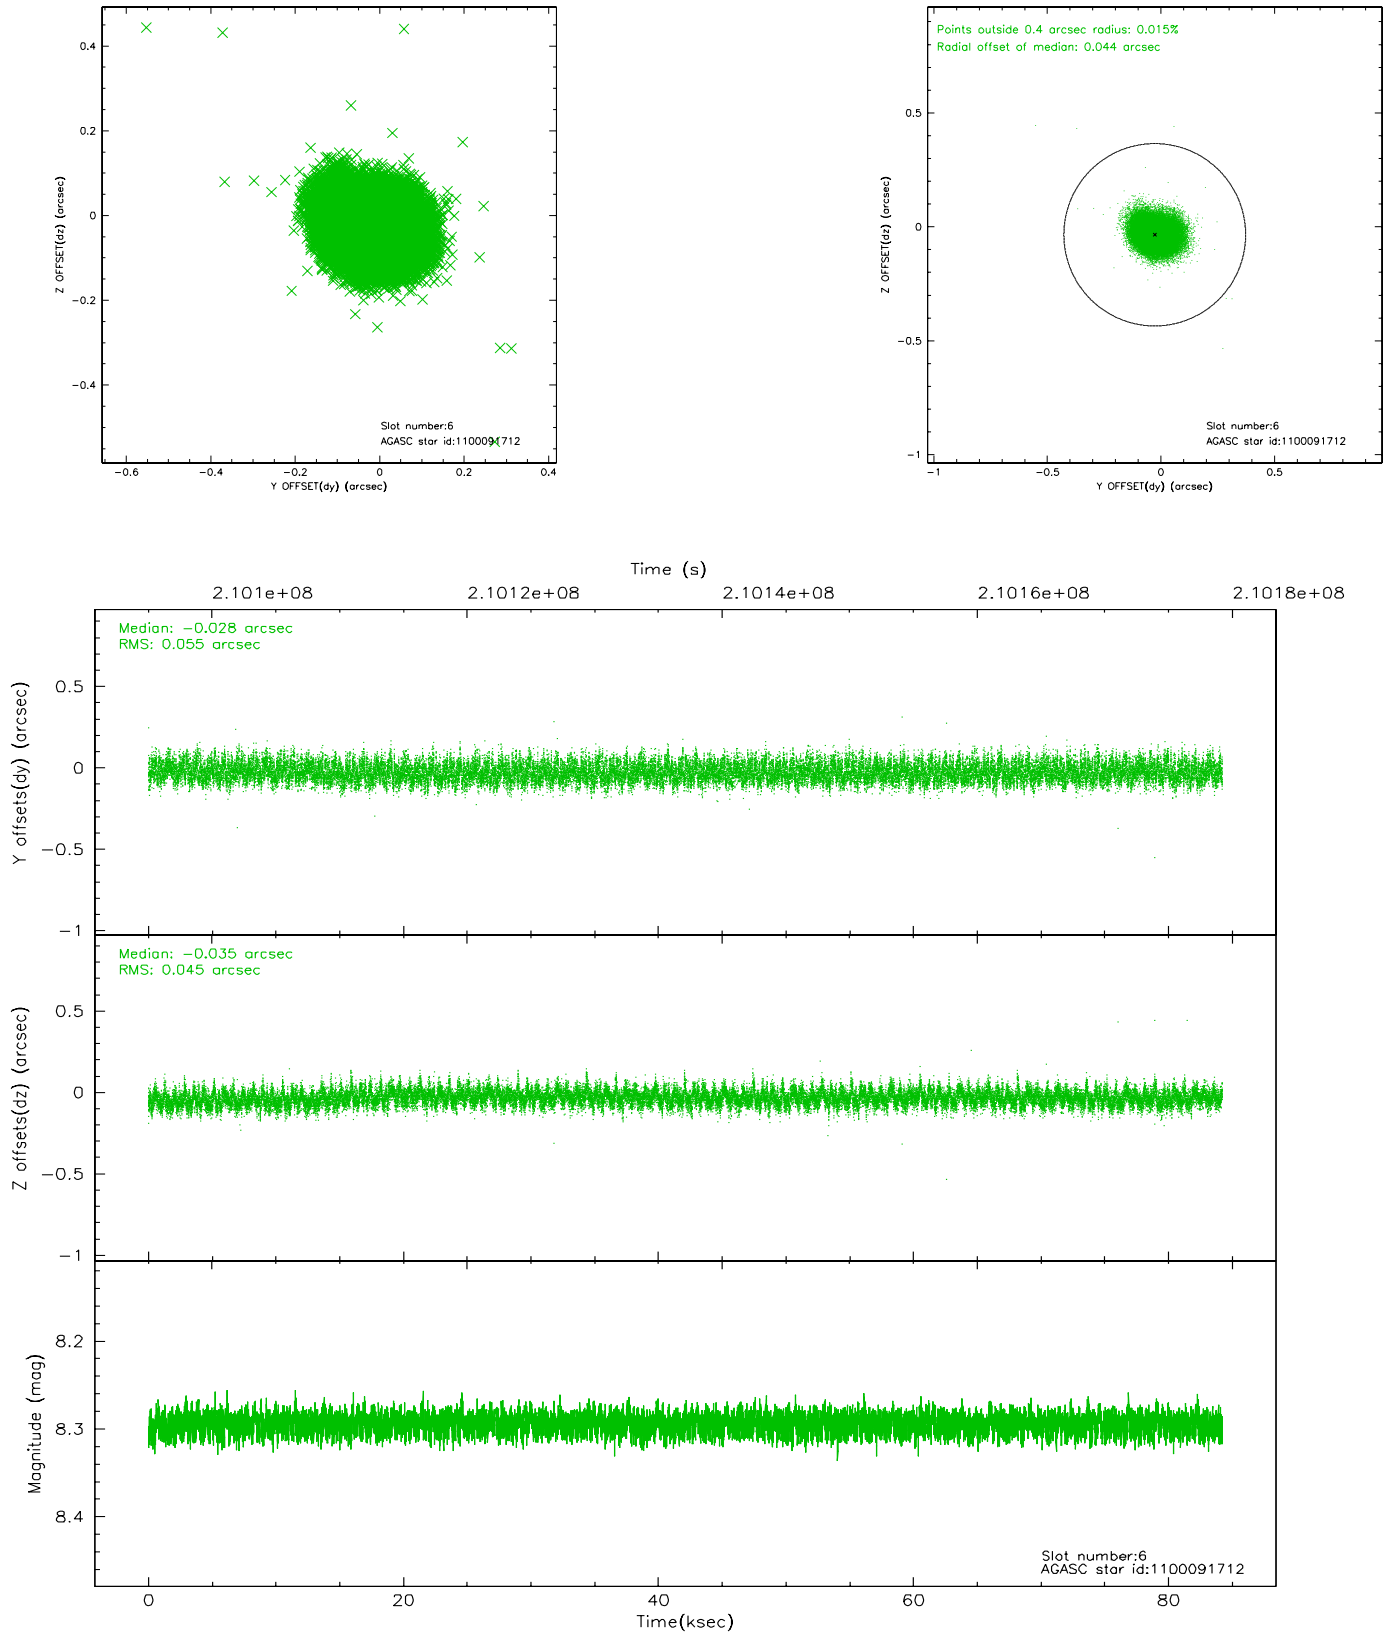 0.4
0.2
0
−0.2
−0.4
−0.6
−0.4
−0.2
0
0.2
0.4
Z OFFSET(dz) (arcsec)
Y OFFSET(dy) (arcsec)
Slot number:6
AGASC star id:1100091712
Points outside 0.4 arcsec radius: 0.015%
Radial offset of median: 0.044 arcsec
0.5
0
−0.5
−1
−1
−0.5
0
0.5
Z OFFSET(dz) (arcsec)
Y OFFSET(dy) (arcsec)
Slot number:6
AGASC star id:1100091712
Time (s)
2.101e+08
2.1012e+08
2.1014e+08
2.1016e+08
2.1018e+08
Median: −0.028 arcsec
RMS: 0.055 arcsec
Y offsets(dy) (arcsec)
0.5
0
−0.5
−1
Median: −0.035 arcsec
RMS: 0.045 arcsec
Z offsets(dz) (arcsec)
0.5
0
−0.5
−1
Magnitude (mag)
8.2
8.3
8.4
Slot number:6
AGASC star id:1100091712
0
20
40
60
80
Time(ksec)